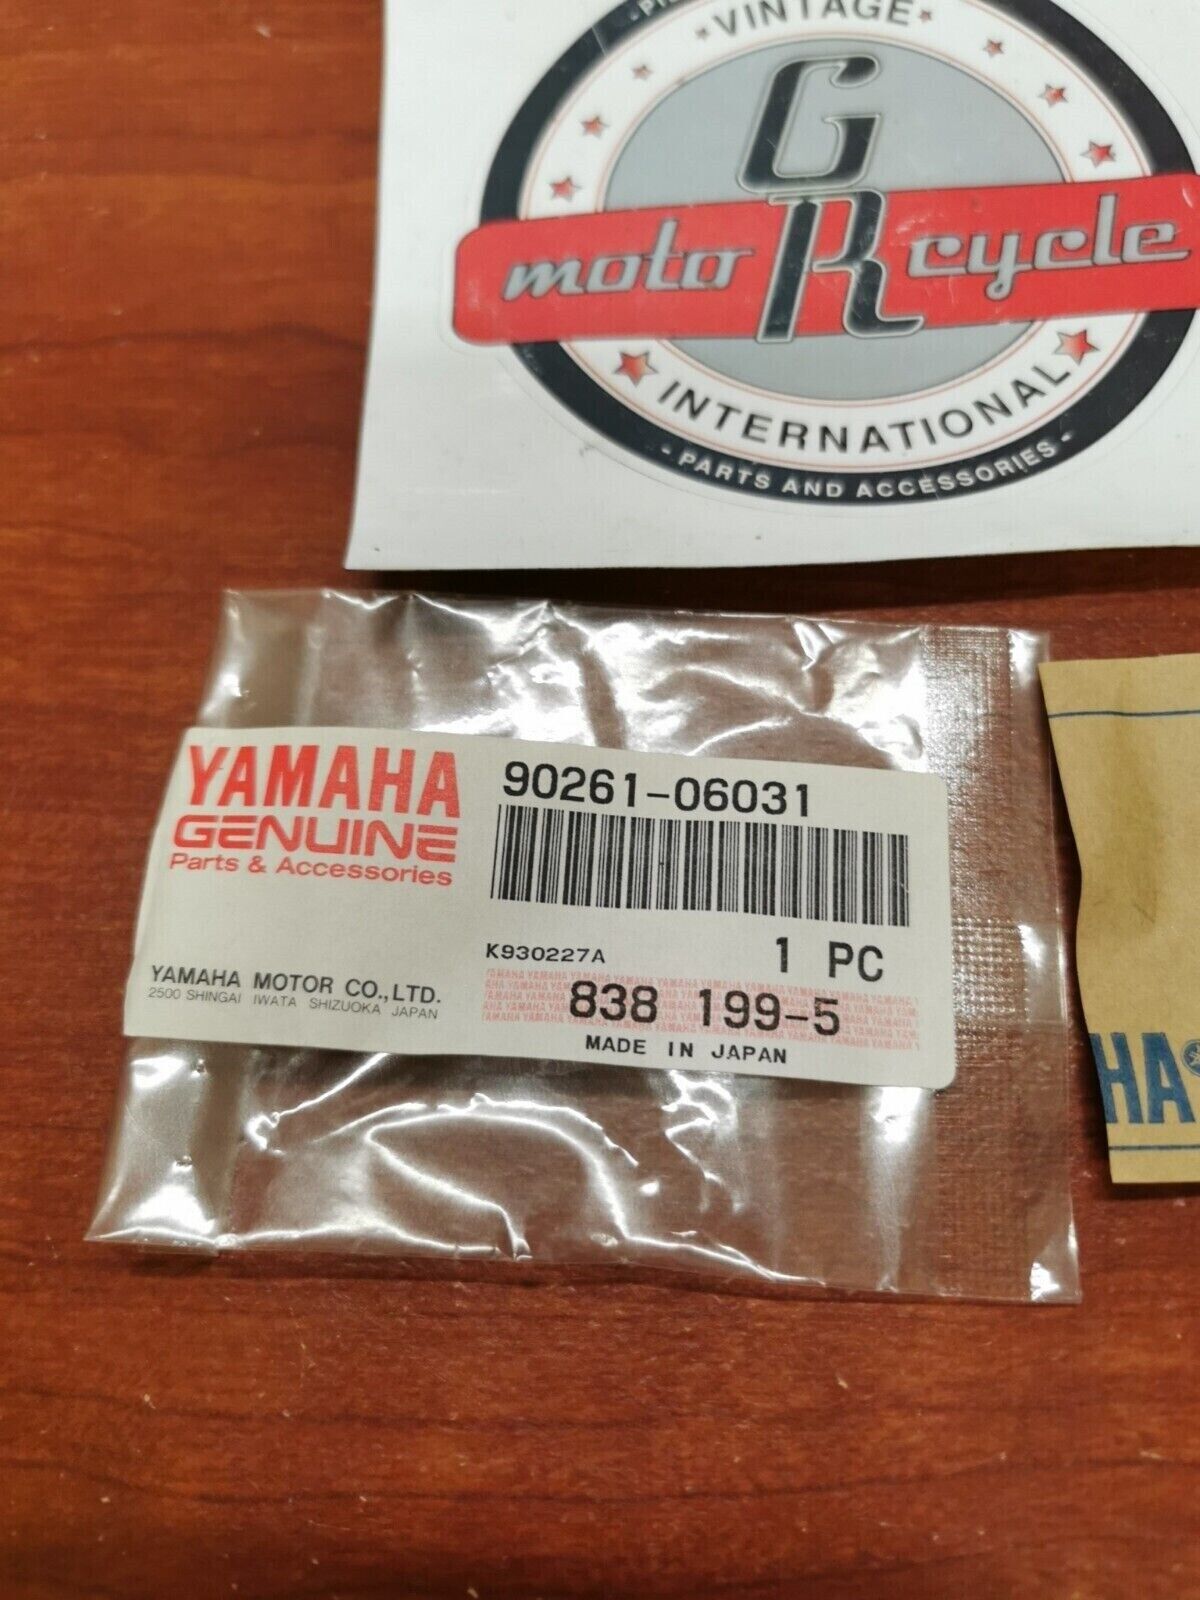 • VINTAGE •
G
moto R cycle
INTERNATIONAL
- PARTS AND ACCESSORIES -
YAMAHA
GENUINE
Parts & Accessories
90261-06031
K930227A
1 PC
838 199-5
MADE IN JAPAN
YAMAHA MOTOR CO.,LTD.
2500 SHINGAI IWATA SHIZUOKA JAPAN
HA